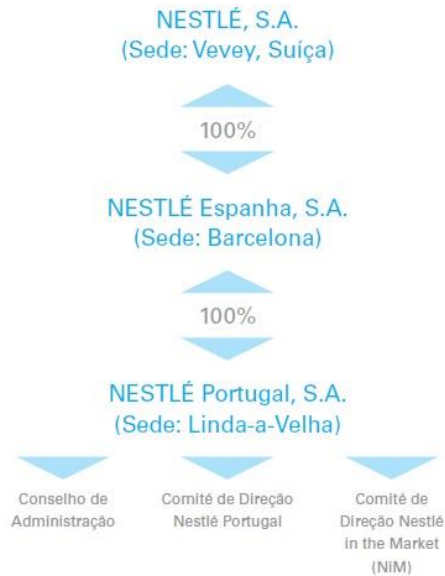 NESTLÉ, S.A.
(Sede: Vevey, Suíça)
100%
NESTLÉ Espanha, S.A.
(Sede: Barcelona)
100%
NESTLÉ Portugal, S.A.
(Sede: Linda-a-Velha)
Conselho de
Administração
Comité de Direção
Nestlé Portugal
Comité de
Direção Nestlé
in the Market
(NiM)